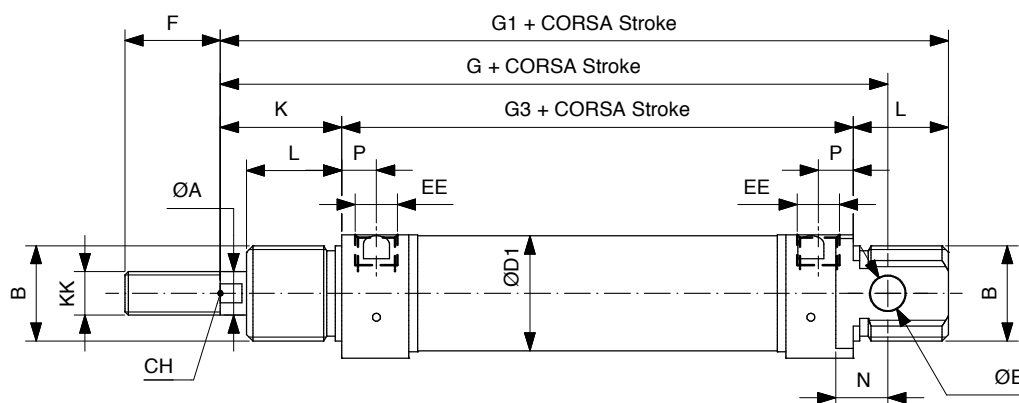 F
G1 + CORSA Stroke
G + CORSA Stroke
K
G3 + CORSA Stroke
L
L
P
P
ØA
EE
EE
B
KK
ØD1
B
CH
N
ØE